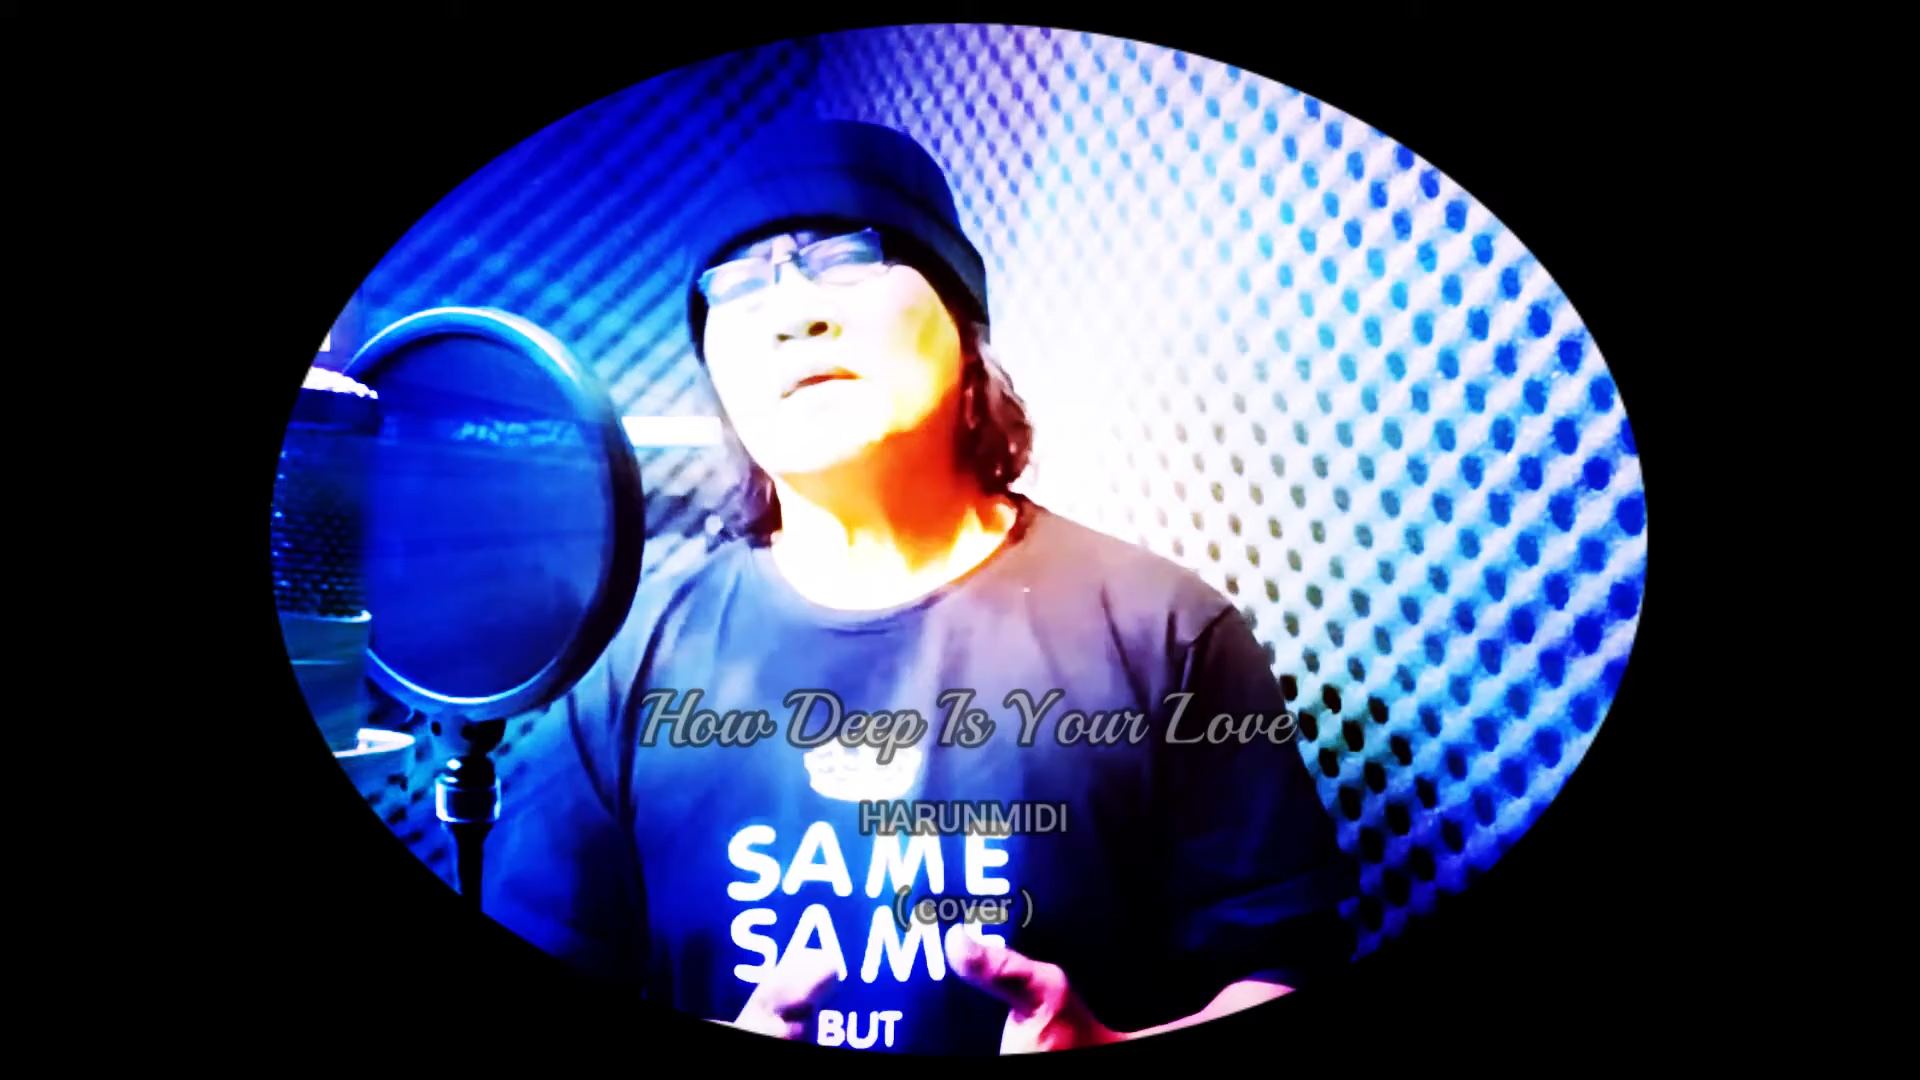 How Deep Is Your Love
HARUNMIDI
( cover )
SAME
SAME
BUT